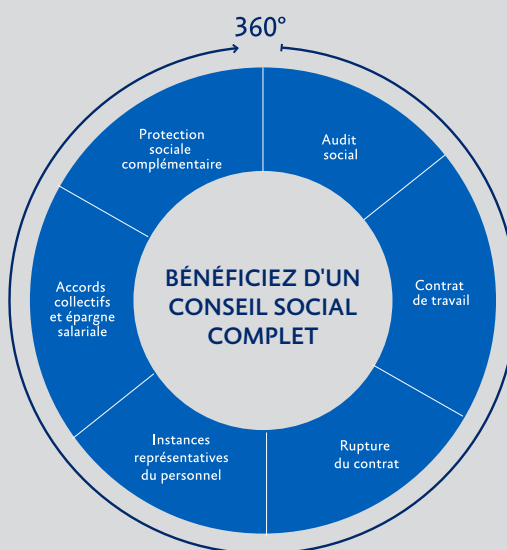 360°
Audit
social
Contrat
de travail
Rupture
du contrat
Instances
représentatives
du personnel
Accords
collectifs
et épargne
salariale
Protection
sociale
complémentaire
BÉNÉFICIEZ D'UN
CONSEIL SOCIAL
COMPLET